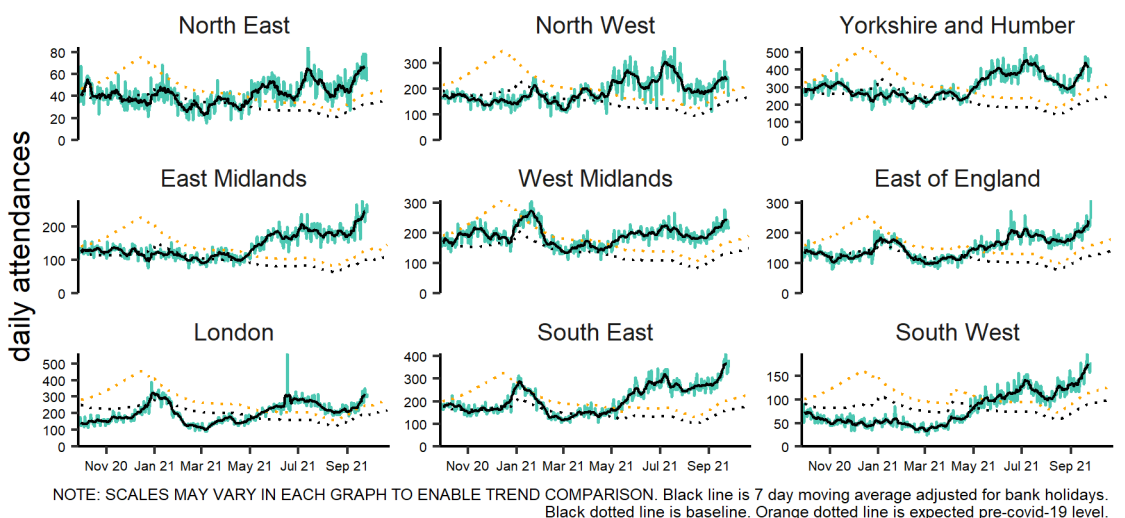 North East
North West
Yorkshire and Humber
80
60
40
20
0
300
200
100
0
500
400
300
200
100
0
daily attendances
East Midlands
West Midlands
East of England
200
100
0
300
200
100
0
300
200
100
0
London
South East
South West
500
400
300
200
100
0
400
300
200
100
0
150
100
50
0
Nov 20 Jan 21 Mar 21 May 21 Jul 21 Sep 21
Nov 20 Jan 21 Mar 21 May 21 Jul 21 Sep 21
Nov 20 Jan 21 Mar 21 May 21 Jul 21 Sep 21
NOTE: SCALES MAY VARY IN EACH GRAPH TO ENABLE TREND COMPARISON. Black line is 7 day moving average adjusted for bank holidays.
Black dotted line is baseline. Orange dotted line is expected pre-covid-19 level.